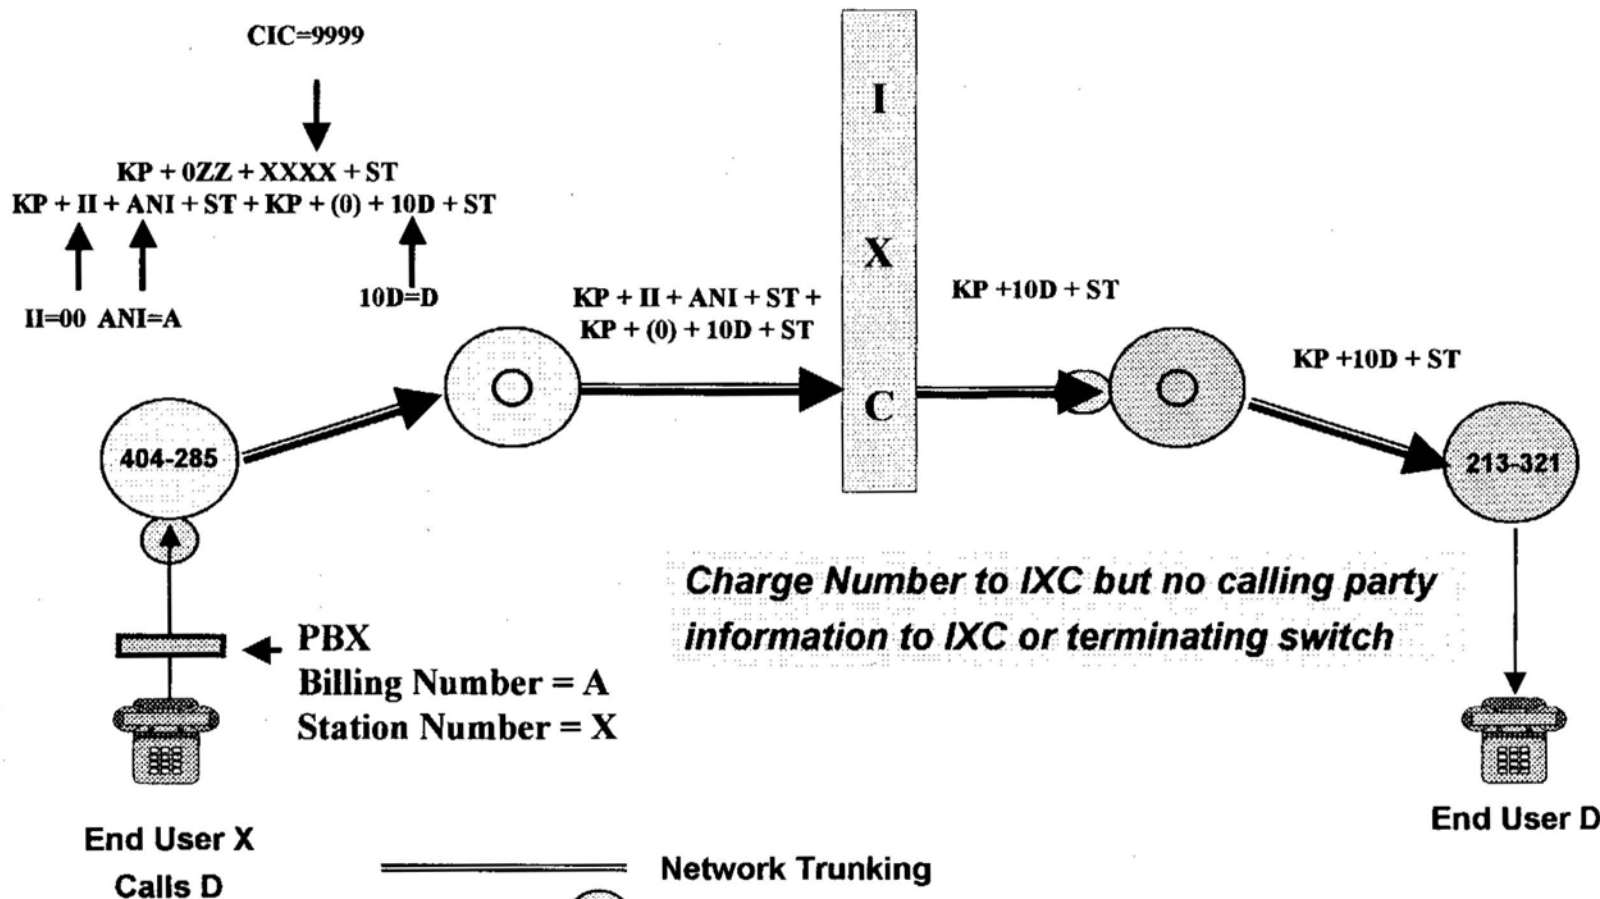 CIC=9999
KP + 0ZZ + XXXX + ST
KP + II + ANI + ST + KP + (0) + 10D + ST
II=00 ANI=A
10D=D
KP + II + ANI + ST +
KP + (0) + 10D + ST
I
X
C
KP +10D + ST
KP +10D + ST
404-285
213-321
Charge Number to IXC but no calling party
information to IXC or terminating switch
PBX
Billing Number = A
Station Number = X
End User X
Calls D
End User D
Network Trunking